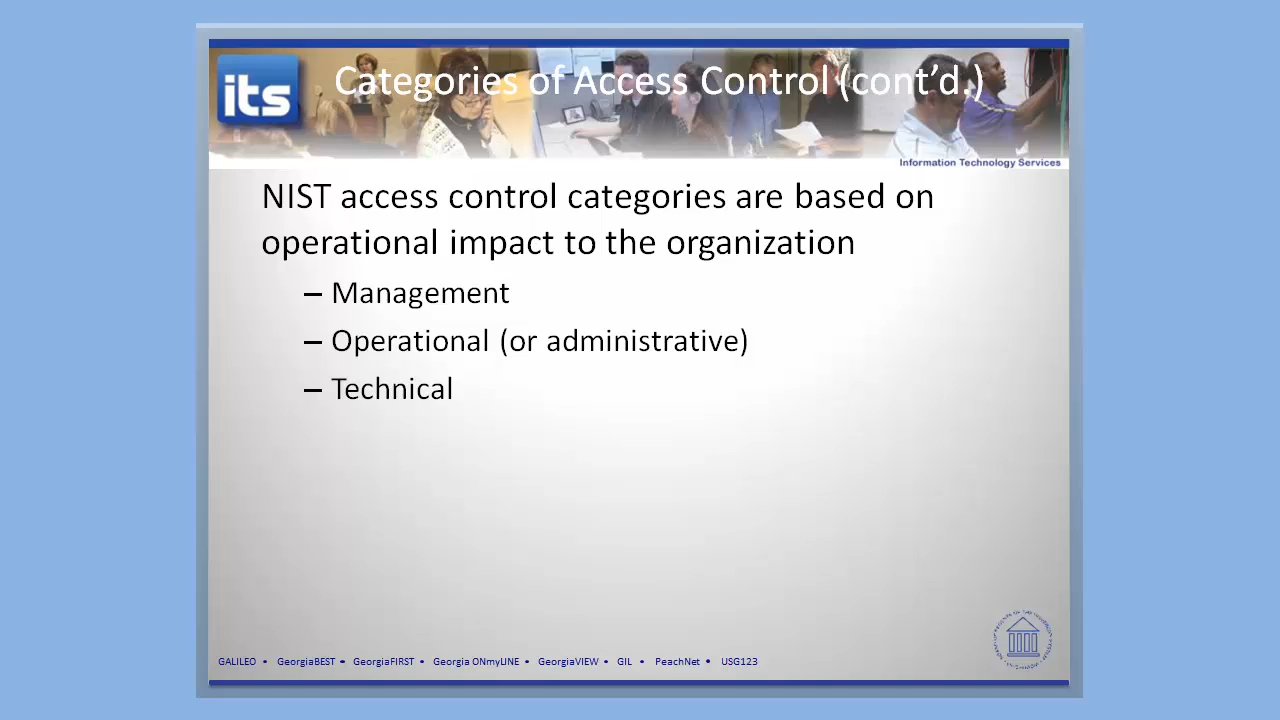 its
Categories of Access Control (cont’d.)
Information Technology Services
NIST access control categories are based on
operational impact to the organization
– Management
– Operational (or administrative)
– Technical
GALILEO • GeorgiaBEST • GeorgiaFIRST • Georgia ONmyLINE • GeorgiaVIEW • GIL • PeachNet • USG123